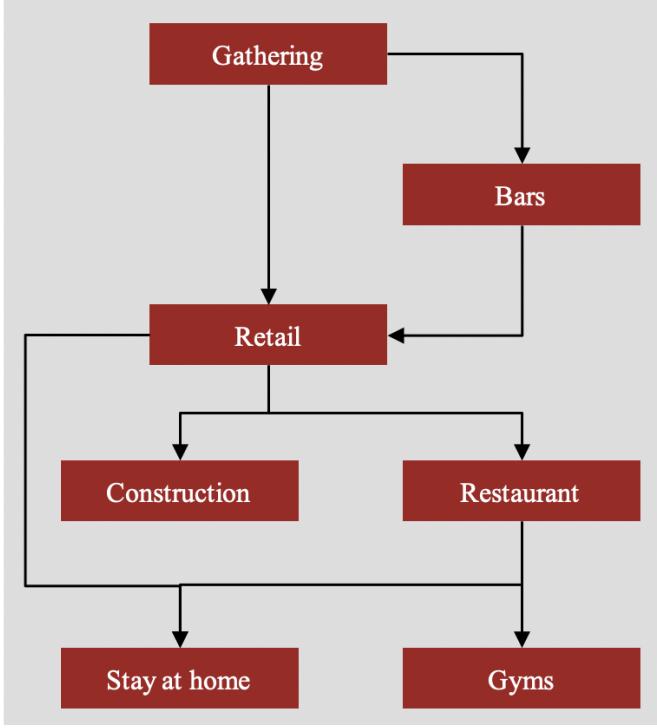 Gathering
Bars
Retail
Construction
Restaurant
Stay at home
Gyms